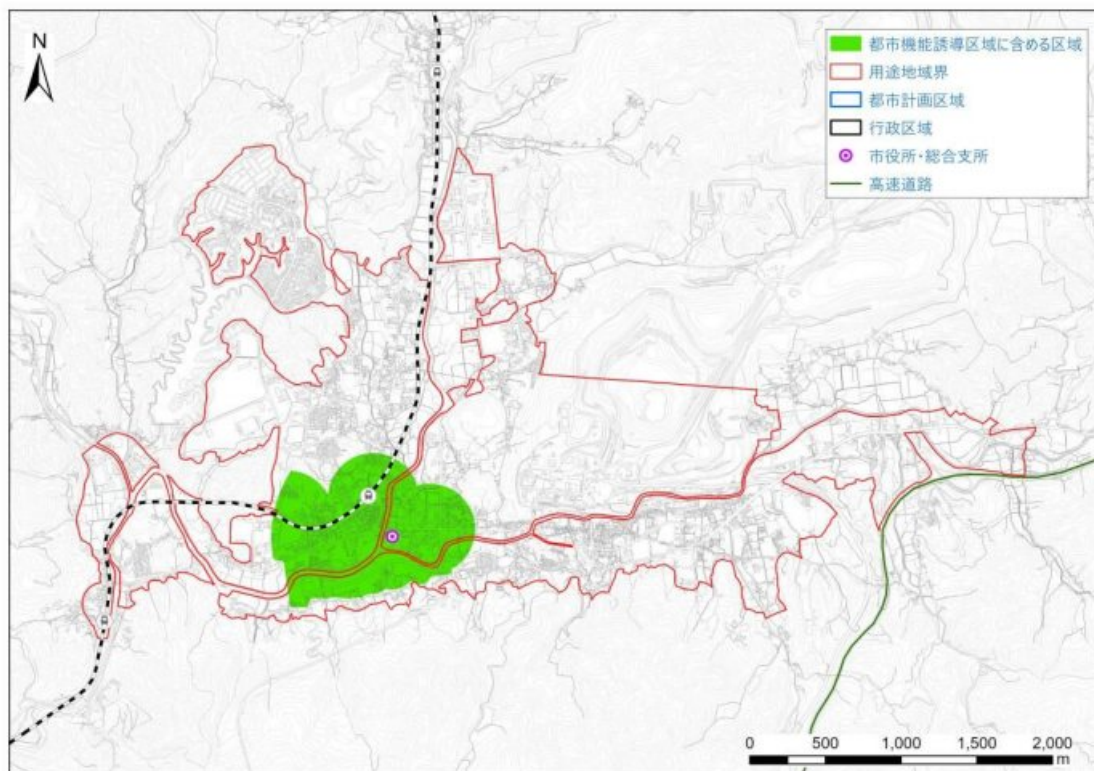 N
都市機能誘導区域に含める区域
用途地域界
都市計画区域
行政区域
市役所・総合支所
高速道路
0 500 1,000 1,500 2,000
m